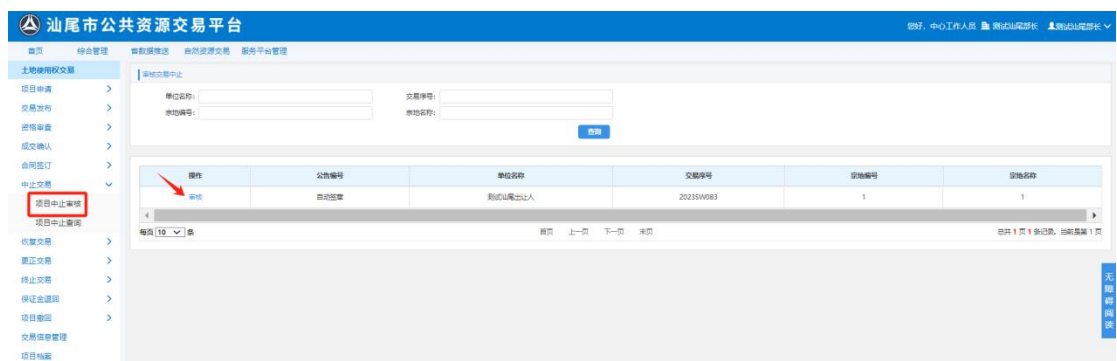 汕尾市公共资源交易平台
您好, 中心工作人员 测试汕尾部长 测试汕尾部长
首页 综合管理 省数据推送 自然资源交易 服务平台管理
土地使用权交易
项目申请
交易发布
资格审查
成交确认
合同签订
中止交易
项目中止审核
项目中止查询
恢复交易
更正交易
终止交易
保证金退回
项目撤回
交易信息管理
项目档案
审核交易中止
单位名称: 交易序号:
宗地编号: 宗地名称:
查询
操作 公告编号 单位名称 交易序号 宗地编号 宗地名称
审核 自动签章 测试汕尾出让人 2023SW083 1 1
每页 10 条 首页 上一页 下一页 末页 总共 1 页 1 条记录, 当前是第 1 页
无障碍阅读